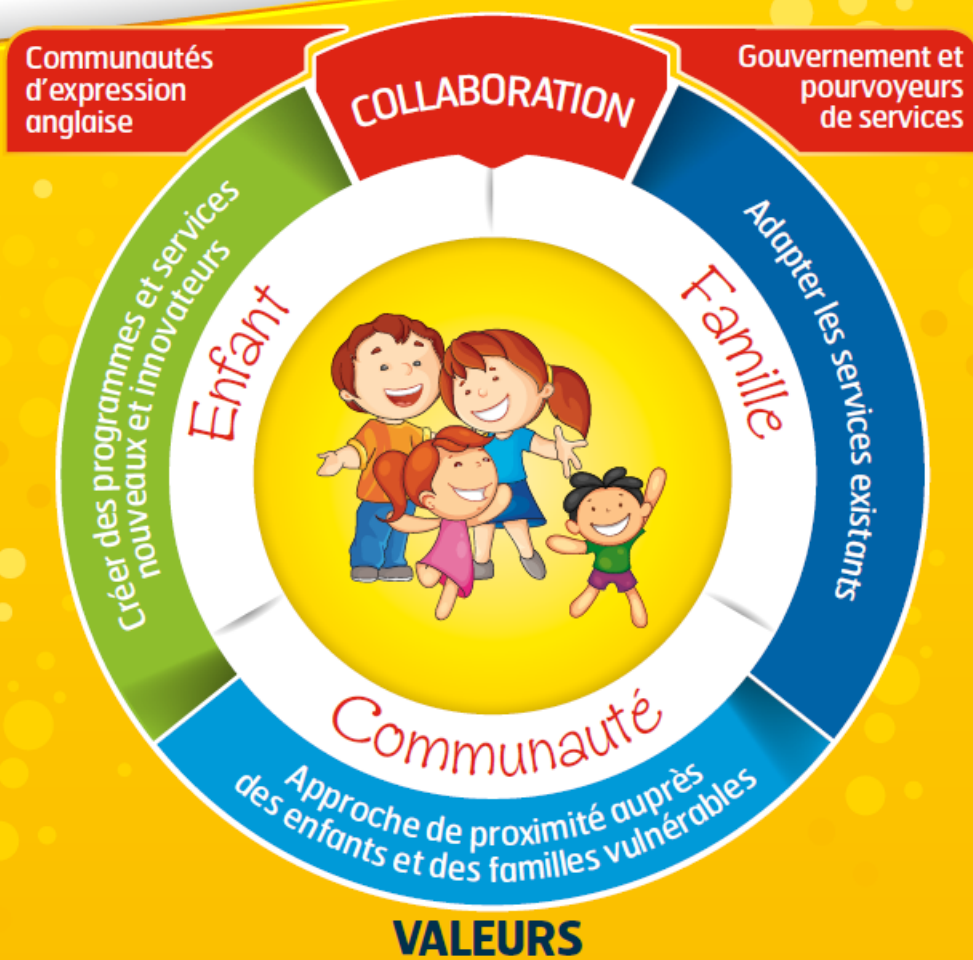 Communautés
d'expression
anglaise
COLLABORATION
Gouvernement et
pourvoyeurs
de services
Créer des programmes et services
nouveaux et innovateurs
Enfant
Famille
Adapter les services existants
Communauté
Approche de proximité auprès
des enfants et des familles vulnérables
VALEURS